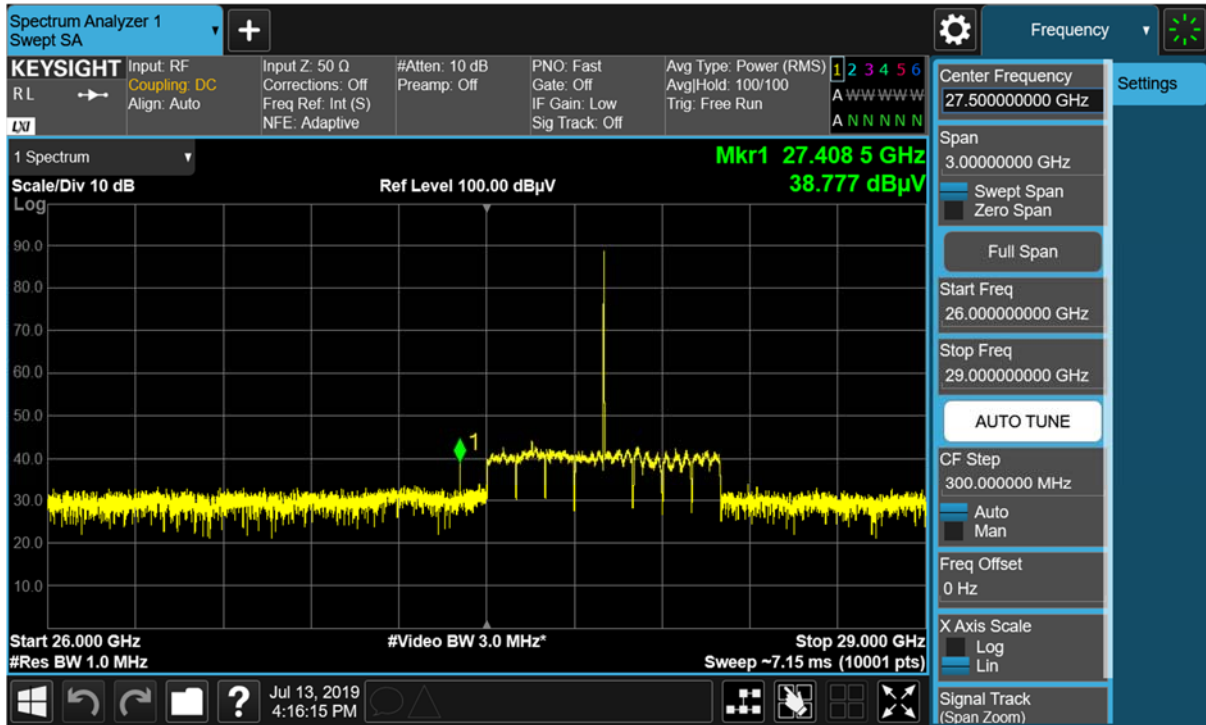 Spectrum Analyzer 1
Swept SA
+
Frequency
KEYSIGHT
RL
LXI
Input: RF
Coupling: DC
Align: Auto
Input Z: 50 Ω
Corrections: Off
Freq Ref: Int (S)
NFE: Adaptive
#Atten: 10 dB
Preamp: Off
PNO: Fast
Gate: Off
IF Gain: Low
Sig Track: Off
Avg Type: Power (RMS)
Avg|Hold: 100/100
Trig: Free Run
1 2 3 4 5 6
A W W W W W
A N N N N N
1 Spectrum
Scale/Div 10 dB
Ref Level 100.00 dBµV
Mkr1 27.408 5 GHz
38.777 dBµV
Log
90.0
80.0
70.0
60.0
50.0
40.0
30.0
20.0
10.0
1
Start 26.000 GHz
#Video BW 3.0 MHz*
Stop 29.000 GHz
#Res BW 1.0 MHz
Sweep ~7.15 ms (10001 pts)
?
Jul 13, 2019
4:16:15 PM
Center Frequency
27.500000000 GHz
Span
3.00000000 GHz
Swept Span
Zero Span
Full Span
Start Freq
26.000000000 GHz
Stop Freq
29.000000000 GHz
AUTO TUNE
CF Step
300.000000 MHz
Auto
Man
Freq Offset
0 Hz
X Axis Scale
Log
Lin
Signal Track
(Span Zoom)
Settings